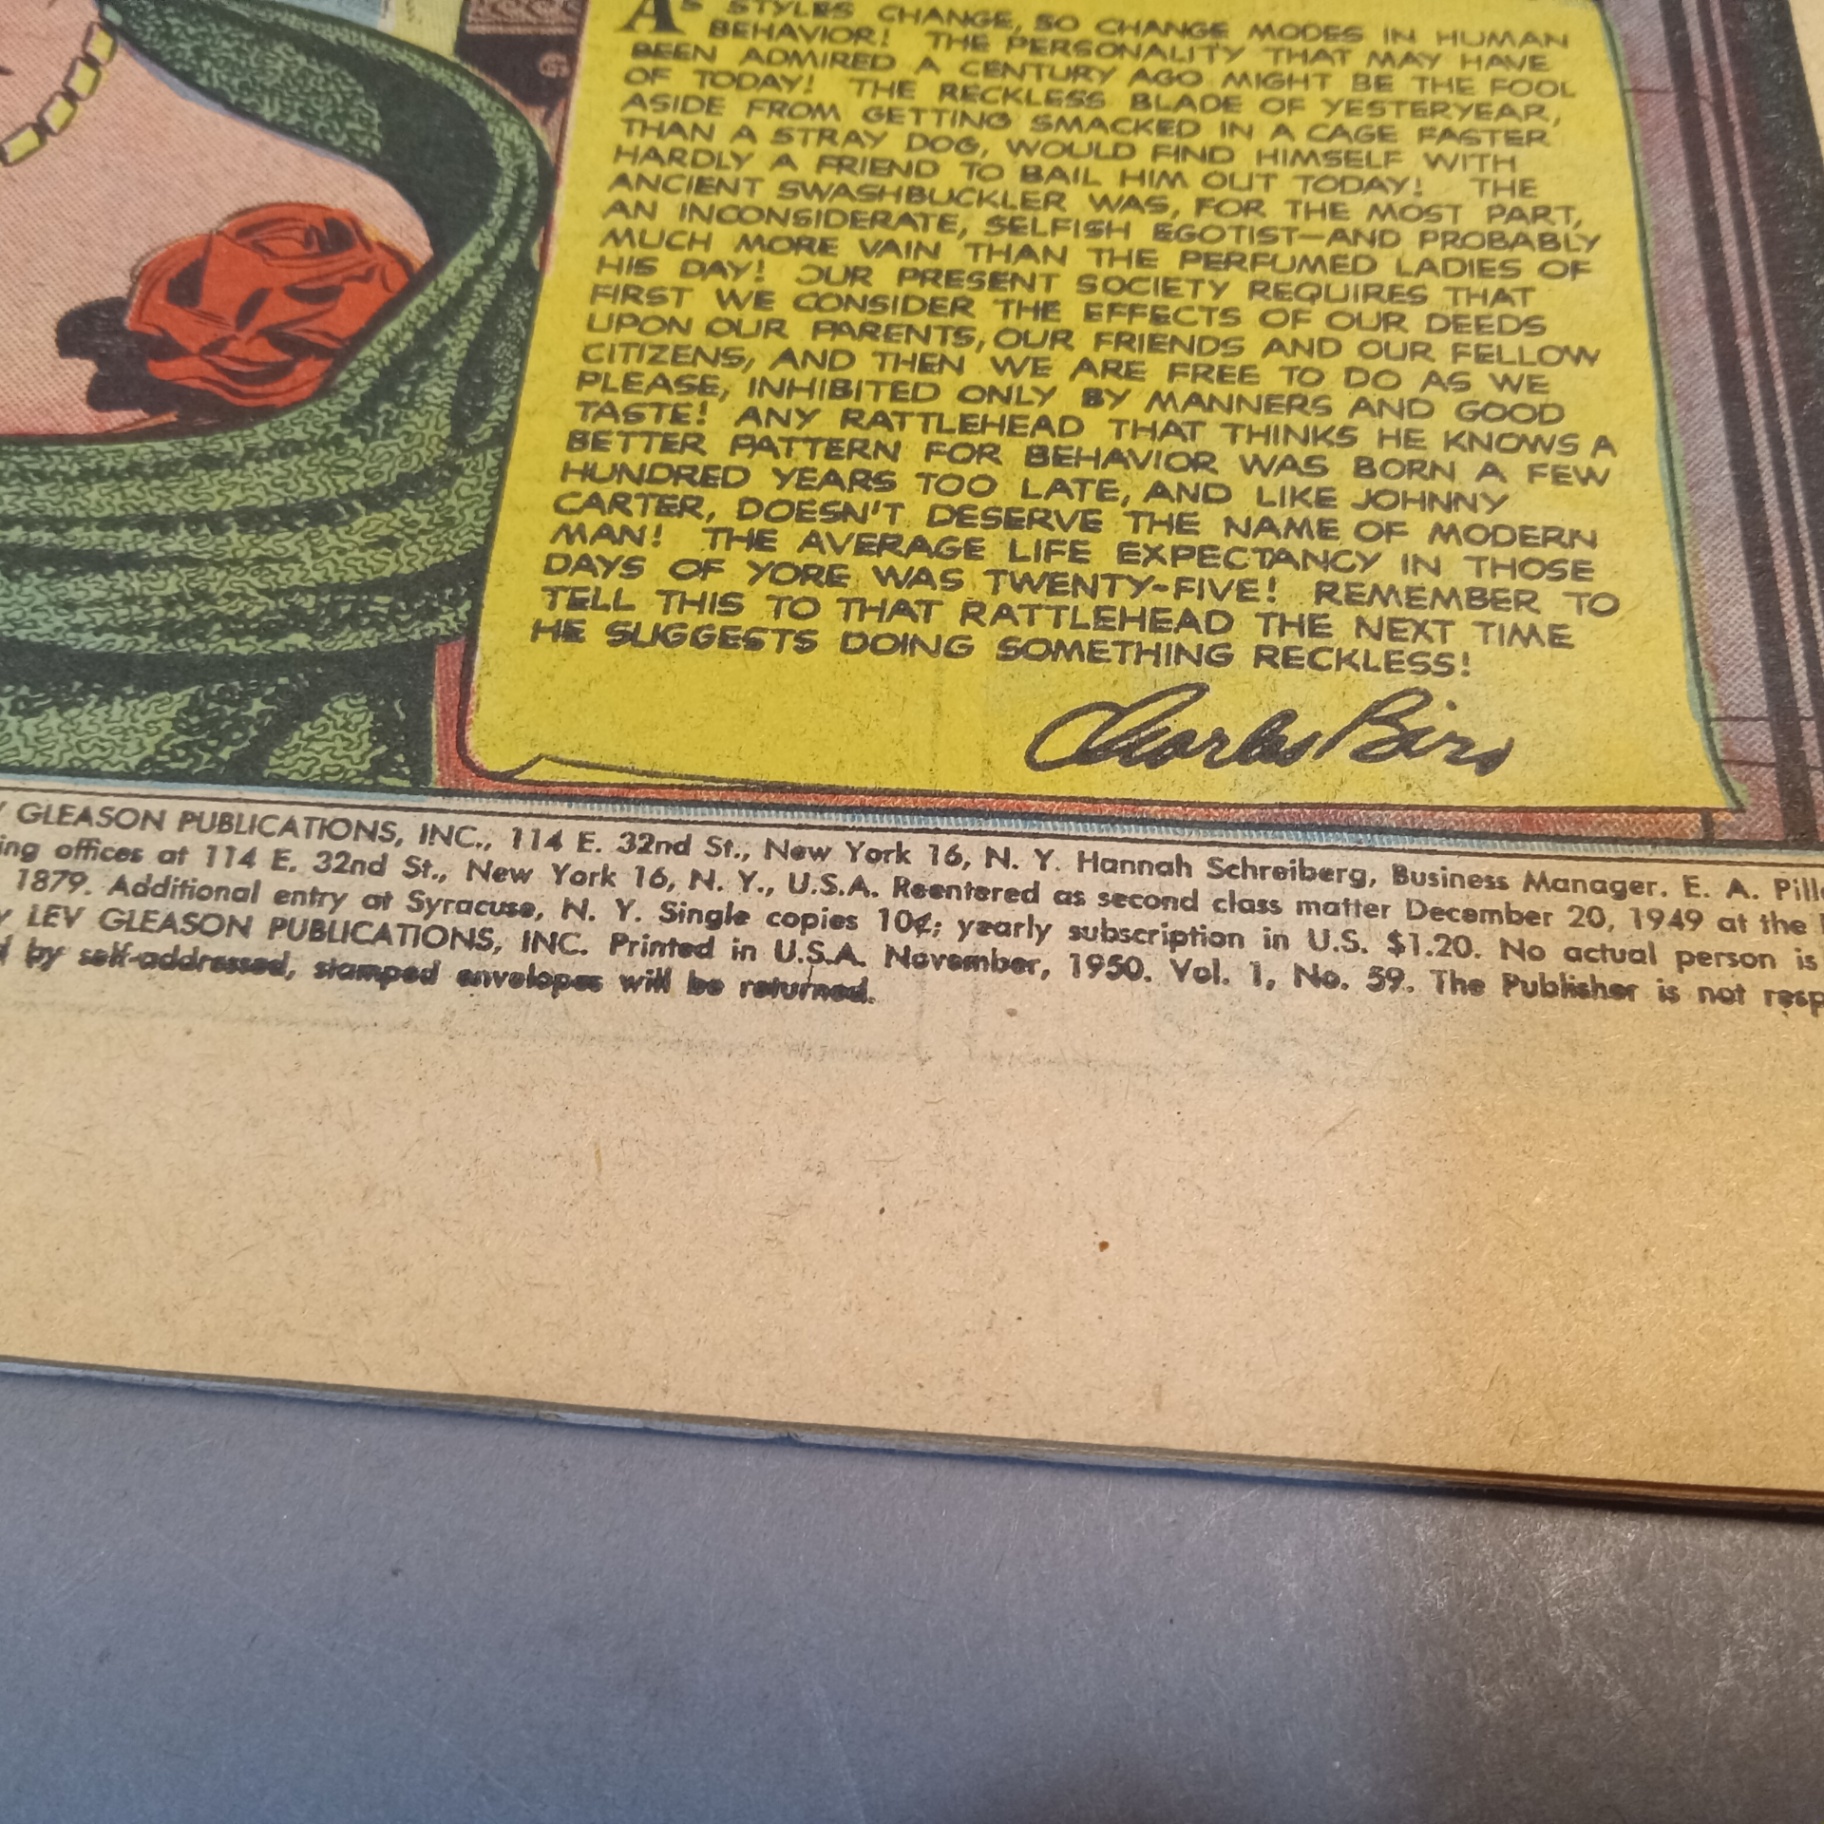 AS STYLES CHANGE, SO CHANGE MODES IN HUMAN
BEHAVIOR! THE PERSONALITY THAT MAY HAVE
BEEN ADMIRED A CENTURY AGO MIGHT BE THE FOOL
OF TODAY! THE RECKLESS BLADE OF YESTERYEAR,
ASIDE FROM GETTING SMACKED IN A CAGE FASTER
THAN A STRAY DOG, WOULD FIND HIMSELF WITH
HARDLY A FRIEND TO BAIL HIM OUT TODAY! THE
ANCIENT SWASHBUCKLER WAS, FOR THE MOST PART,
AN INCONSIDERATE, SELFISH EGOTIST—AND PROBABLY
MUCH MORE VAIN THAN THE PERFUMED LADIES OF
HIS DAY! OUR PRESENT SOCIETY REQUIRES THAT
FIRST WE CONSIDER THE EFFECTS OF OUR DEEDS
UPON OUR PARENTS, OUR FRIENDS AND OUR FELLOW
CITIZENS, AND THEN WE ARE FREE TO DO AS WE
PLEASE, INHIBITED ONLY BY MANNERS AND GOOD
TASTE! ANY RATTLEHEAD THAT THINKS HE KNOWS A
BETTER PATTERN FOR BEHAVIOR WAS BORN A FEW
HUNDRED YEARS TOO LATE, AND LIKE JOHNNY
CARTER, DOESN'T DESERVE THE NAME OF MODERN
MAN! THE AVERAGE LIFE EXPECTANCY IN THOSE
DAYS OF YORE WAS TWENTY-FIVE! REMEMBER TO
TELL THIS TO THAT RATTLEHEAD THE NEXT TIME
HE SUGGESTS DOING SOMETHING RECKLESS!
Charles Biro
GLEASON PUBLICATIONS, INC., 114 E. 32nd St., New York 16, N. Y. Hannah Schreiberg, Business Manager. E. A. Pill
ing offices at 114 E. 32nd St., New York 16, N. Y., U.S.A. Reentered as second class matter December 20, 1949 at the
1879. Additional entry at Syracuse, N. Y. Single copies 10¢; yearly subscription in U.S. $1.20. No actual person is
LEV GLEASON PUBLICATIONS, INC. Printed in U.S.A. November, 1950. Vol. 1, No. 59. The Publisher is not resp
by self-addressed, stamped envelopes will be returned.